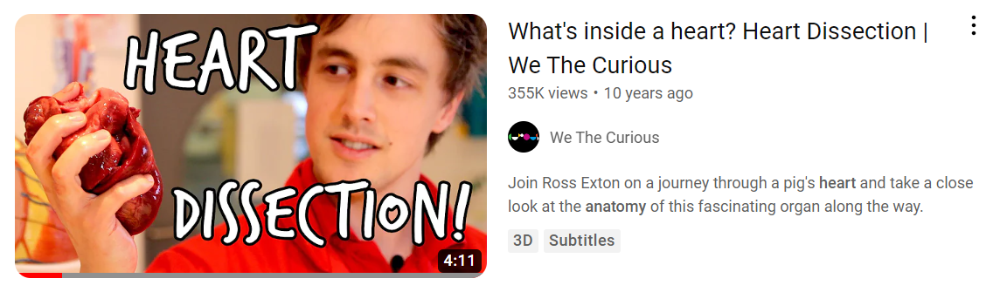 HEART
DISSECTION!
4:11
What's inside a heart? Heart Dissection |
We The Curious
355K views • 10 years ago
We The Curious
Join Ross Exton on a journey through a pig's heart and take a close
look at the anatomy of this fascinating organ along the way.
3D Subtitles